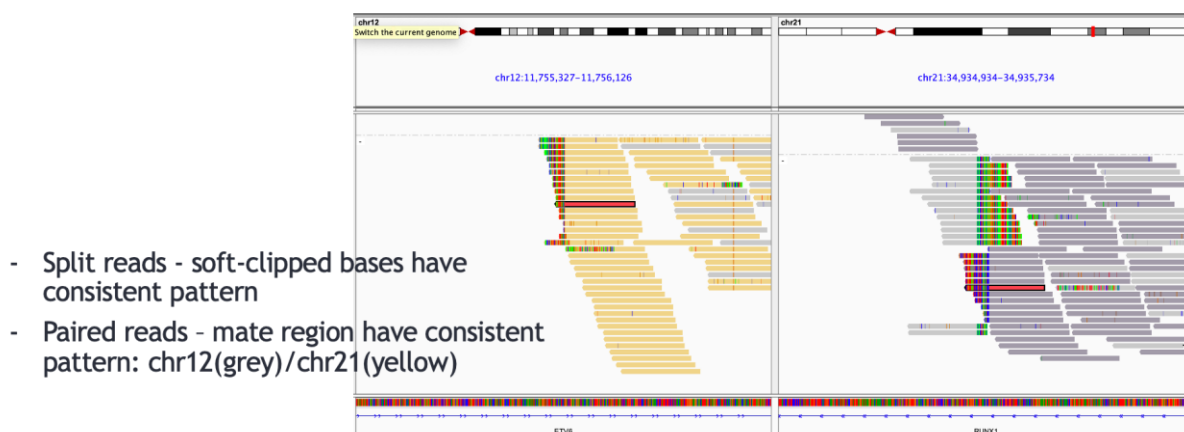 chr12
chr21
Switch the current genome
chr12:11,755,327-11,756,126
chr21:34,934,934-34,935,734
- Split reads - soft-clipped bases have
consistent pattern
- Paired reads - mate region have consistent
pattern: chr12(grey)/chr21(yellow)
ETV6
RUNX1